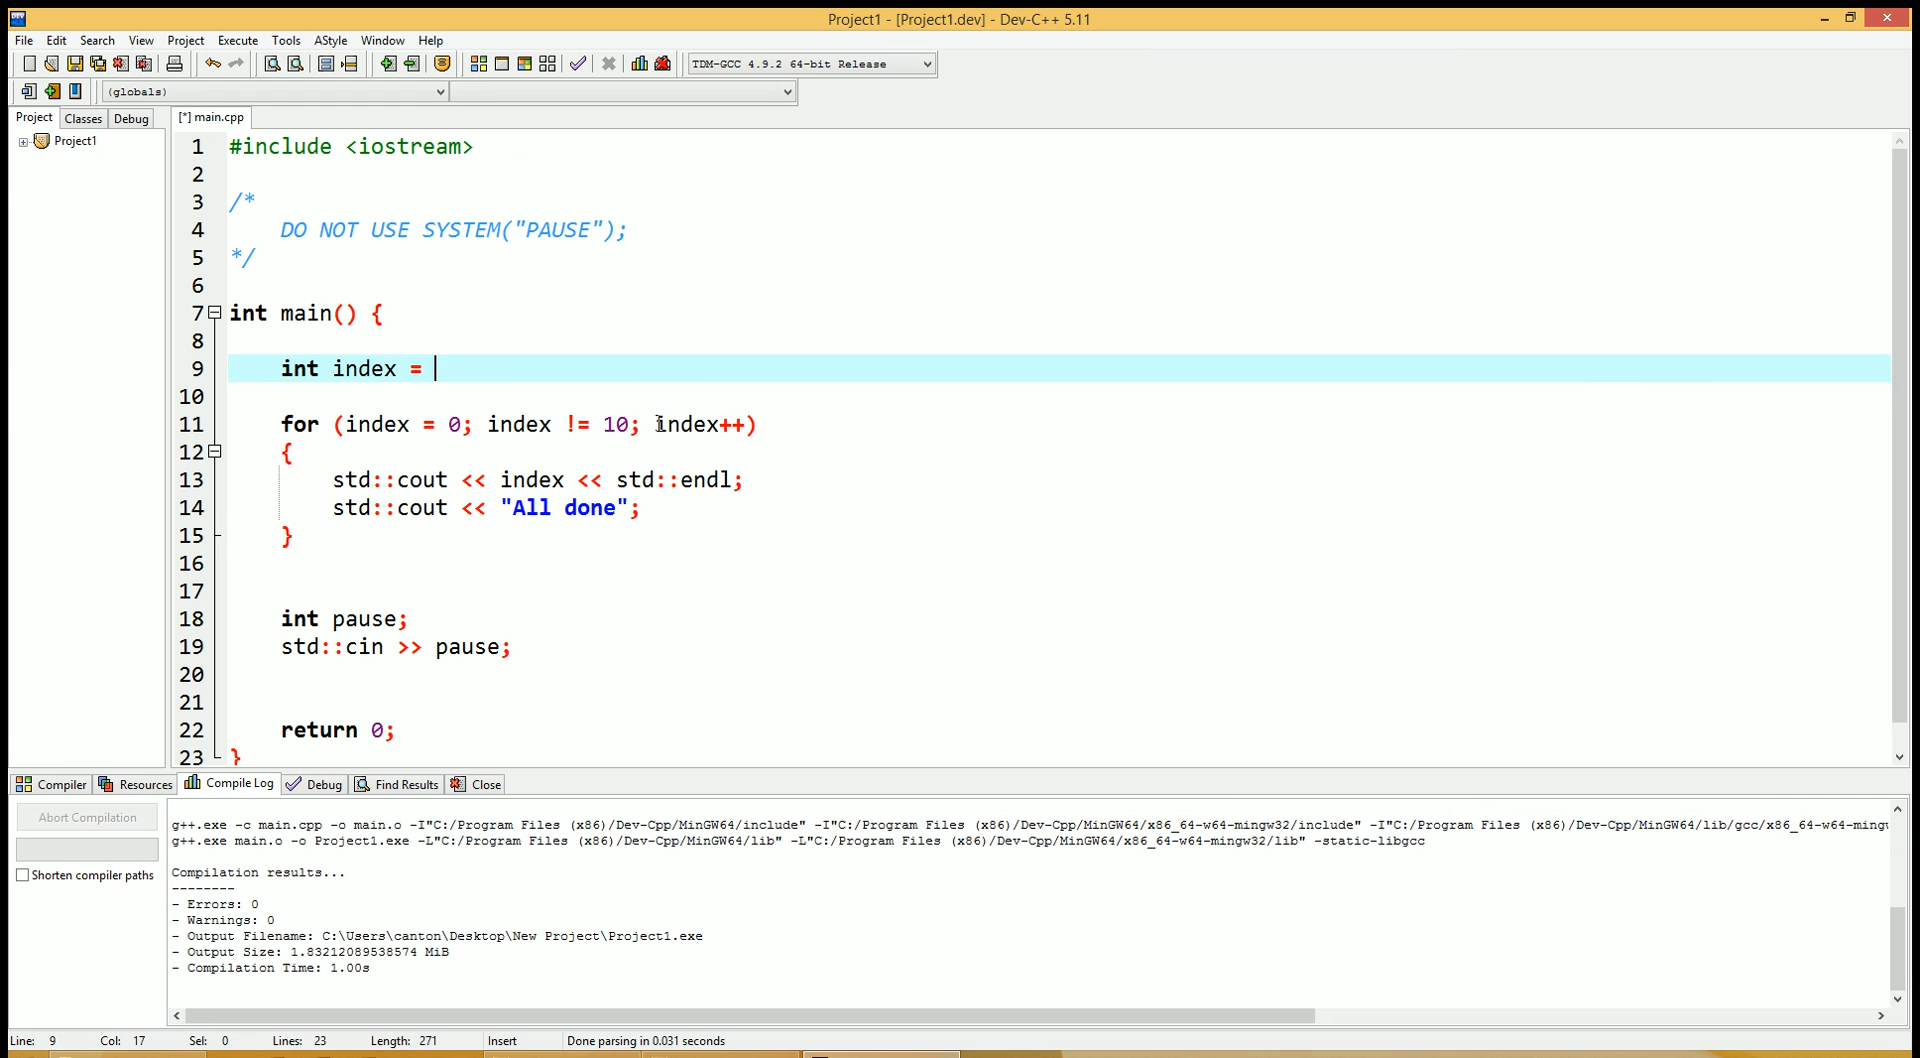 Project1 - [Project1.dev] - Dev-C++ 5.11
File Edit Search View Project Execute Tools AStyle Window Help
TDM-GCC 4.9.2 64-bit Release
(globals)
Project Classes Debug
[*] main.cpp
Project1
1 #include <iostream>
2
3 /*
4 DO NOT USE SYSTEM("PAUSE");
5 */
6
7 int main() {
8
9 int index =
10
11 for (index = 0; index != 10; index++)
12 {
13 std::cout << index << std::endl;
14 std::cout << "All done";
15 }
16
17
18 int pause;
19 std::cin >> pause;
20
21
22 return 0;
23 }
Compiler Resources Compile Log Debug Find Results Close
Abort Compilation
Shorten compiler paths
g++.exe -c main.cpp -o main.o -I"C:/Program Files (x86)/Dev-Cpp/MinGW64/include" -I"C:/Program Files (x86)/Dev-Cpp/MinGW64/x86_64-w64-mingw32/include" -I"C:/Program Files (x86)/Dev-Cpp/MinGW64/lib/gcc/x86_64-w64-mingw
g++.exe main.o -o Project1.exe -L"C:/Program Files (x86)/Dev-Cpp/MinGW64/lib" -L"C:/Program Files (x86)/Dev-Cpp/MinGW64/x86_64-w64-mingw32/lib" -static-libgcc
Compilation results...
--------
- Errors: 0
- Warnings: 0
- Output Filename: C:\Users\canton\Desktop\New Project\Project1.exe
- Output Size: 1.83212089538574 MiB
- Compilation Time: 1.00s
Line: 9 Col: 17 Sel: 0 Lines: 23 Length: 271 Insert Done parsing in 0.031 seconds